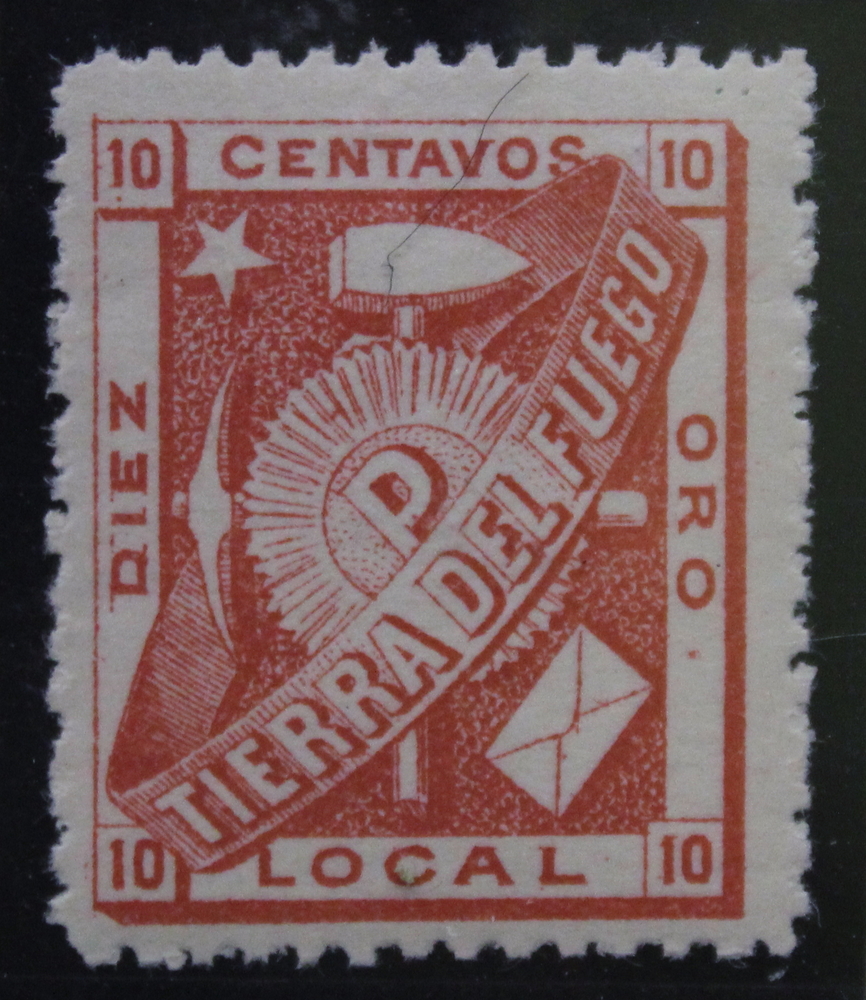 10 CENTAVOS 10
DIEZ
ORO
P
TIERRA DEL FUEGO
10 LOCAL 10